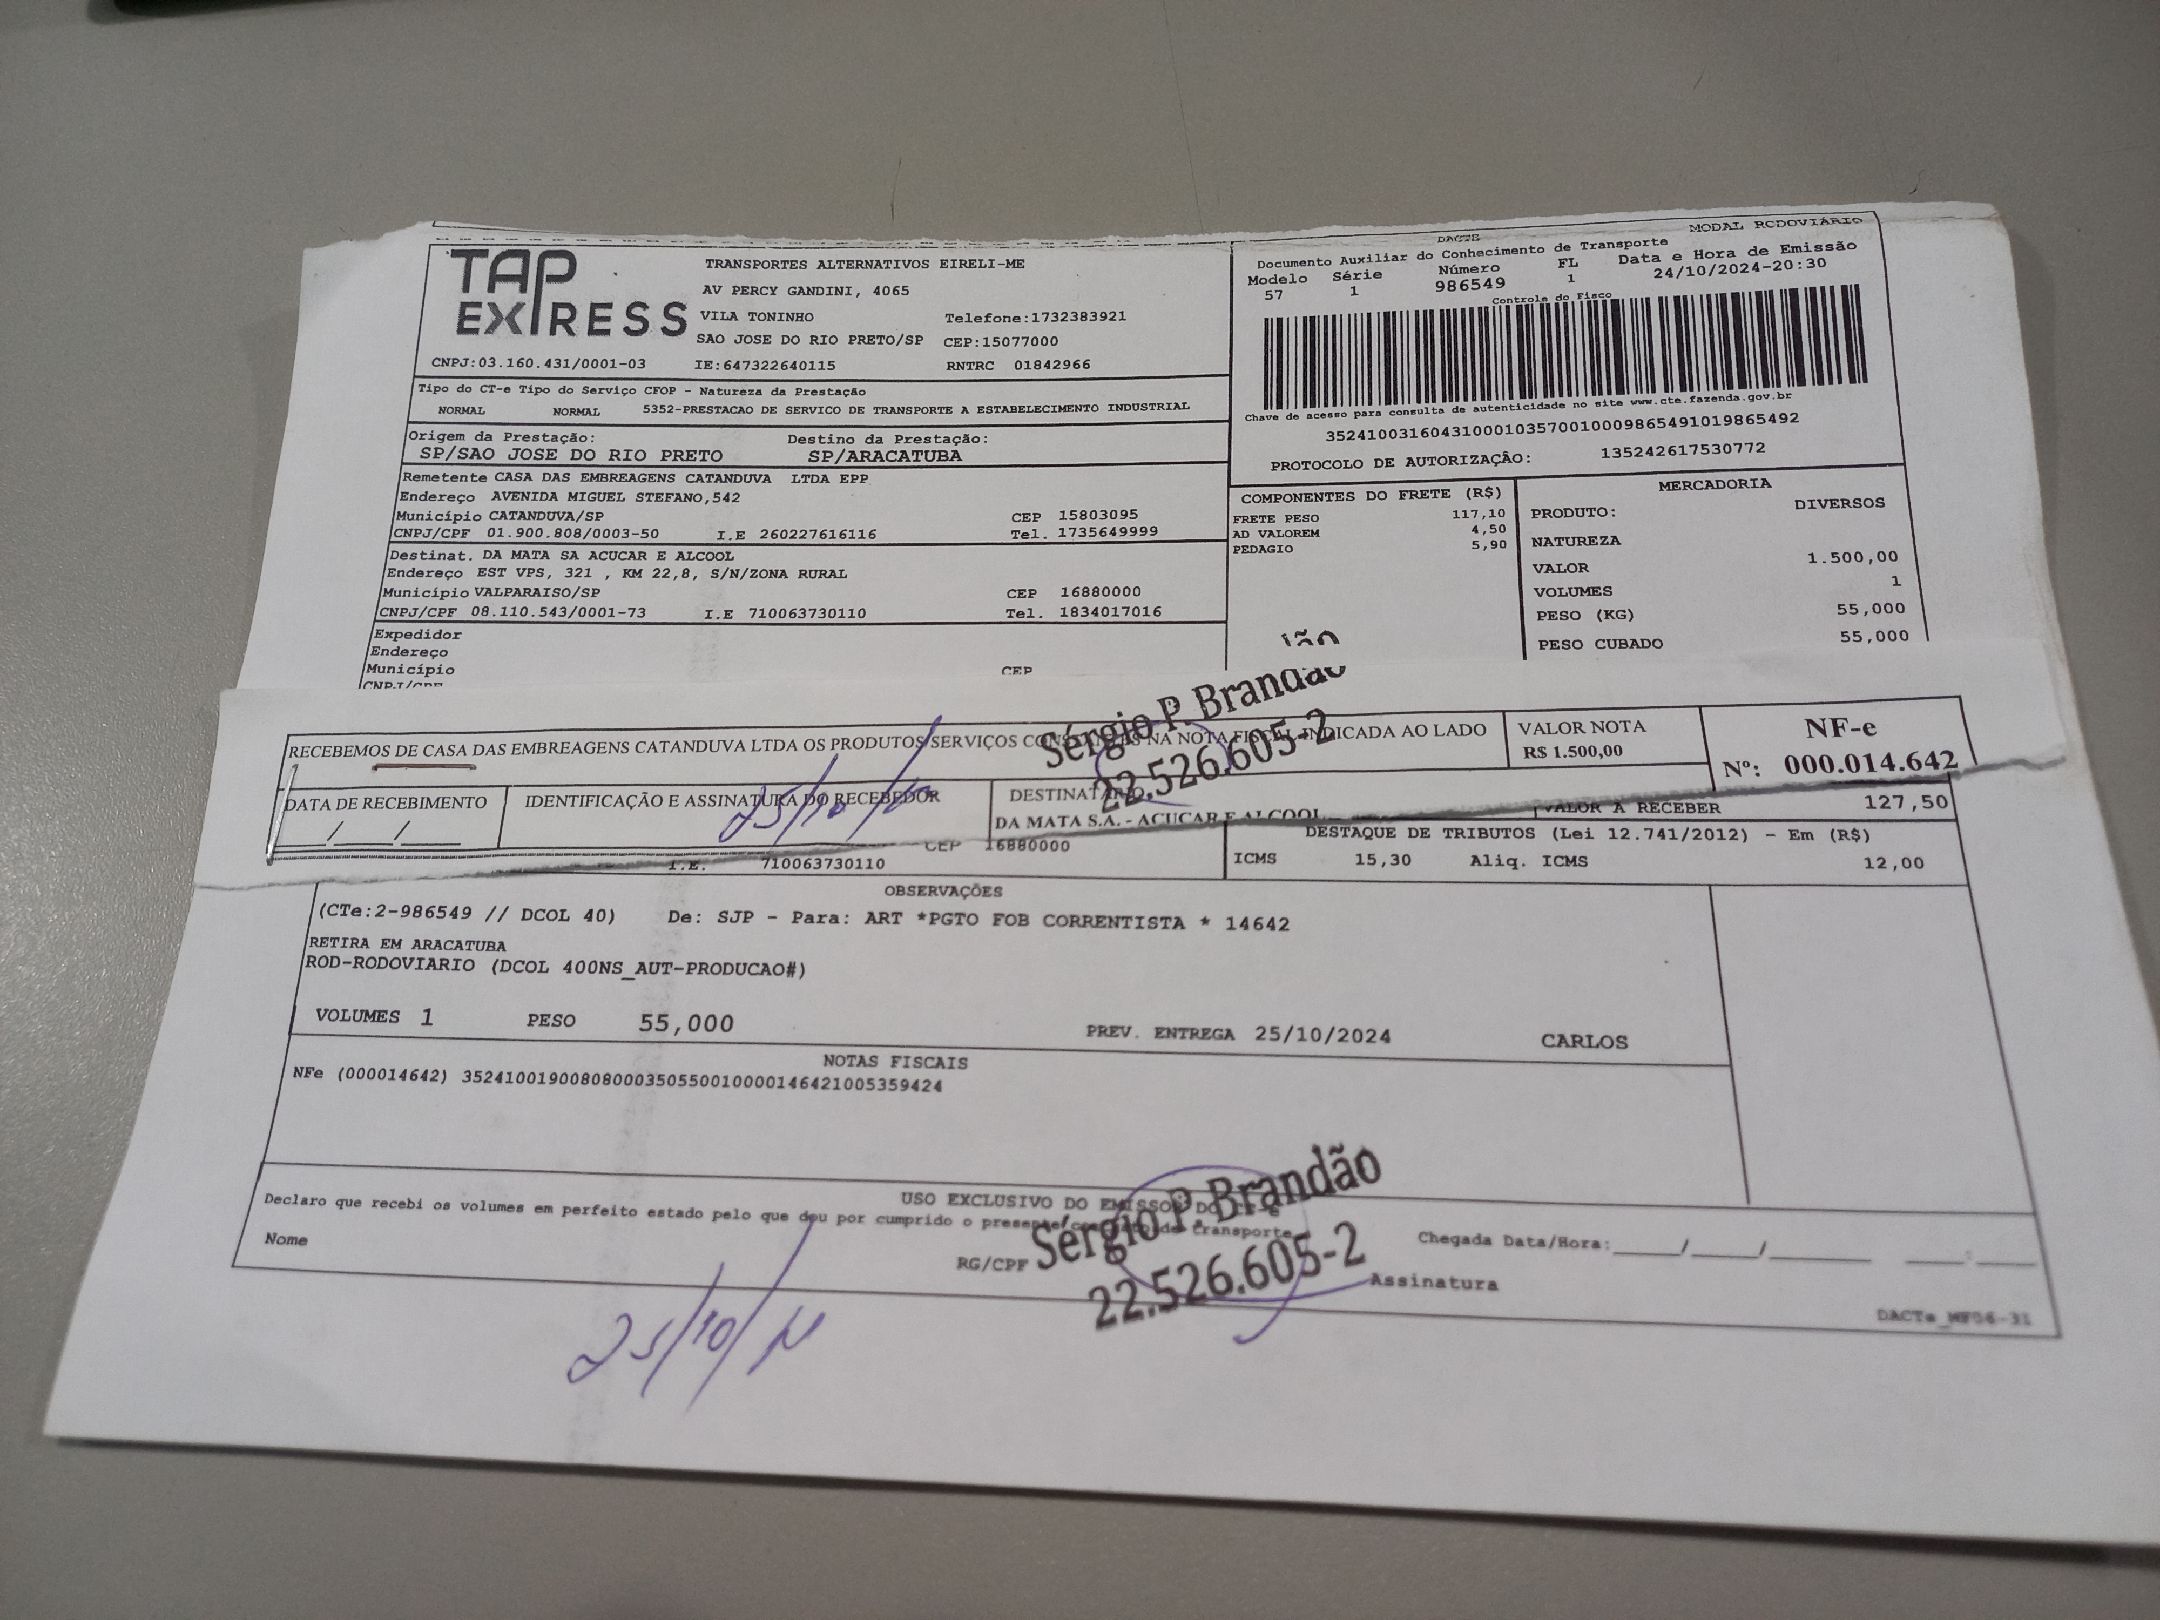 TAP EXPRESS
TRANSPORTES ALTERNATIVOS EIRELI-ME
AV PERCY GANDINI, 4065
VILA TONINHO Telefone:1732383921
SAO JOSE DO RIO PRETO/SP CEP:15077000
CNPJ:03.160.431/0001-03 IE:647322640115 RNTRC 01842966
DACTE MODAL RODOVIÁRIO
Documento Auxiliar do Conhecimento de Transporte
Modelo Série Número FL Data e Hora de Emissão
57 1 986549 1 24/10/2024-20:30
Controle do Fisco
Chave de acesso para consulta de autenticidade no site www.cte.fazenda.gov.br
35241003160431000103570010009865491019865492
PROTOCOLO DE AUTORIZAÇÃO: 135242617530772
Tipo do CT-e Tipo do Serviço CFOP - Natureza da Prestação
NORMAL NORMAL 5352-PRESTACAO DE SERVICO DE TRANSPORTE A ESTABELECIMENTO INDUSTRIAL
Origem da Prestação: Destino da Prestação:
SP/SAO JOSE DO RIO PRETO SP/ARACATUBA
Remetente CASA DAS EMBREAGENS CATANDUVA LTDA EPP
Endereço AVENIDA MIGUEL STEFANO,542
Município CATANDUVA/SP CEP 15803095
CNPJ/CPF 01.900.808/0003-50 I.E 260227616116 Tel. 1735649999
Destinat. DA MATA SA ACUCAR E ALCOOL
Endereço EST VPS, 321 , KM 22,8, S/N/ZONA RURAL
Município VALPARAISO/SP CEP 16880000
CNPJ/CPF 08.110.543/0001-73 I.E 710063730110 Tel. 1834017016
Expedidor
Endereço
Município CEP
CNPJ/CPF
COMPONENTES DO FRETE (R$)
FRETE PESO 117,10
AD VALOREM 4,50
PEDAGIO 5,90
MERCADORIA
PRODUTO: DIVERSOS
NATUREZA
VALOR 1.500,00
VOLUMES 1
PESO (KG) 55,000
PESO CUBADO 55,000
Sérgio P. Brandão
22.526.605-2
RECEBEMOS DE CASA DAS EMBREAGENS CATANDUVA LTDA OS PRODUTOS/SERVIÇOS CONSTANTES NA NOTA FISCAL INDICADA AO LADO
VALOR NOTA
R$ 1.500,00
NF-e
Nº: 000.014.642
DATA DE RECEBIMENTO IDENTIFICAÇÃO E ASSINATURA DO RECEBEDOR DESTINATÁRIO
__/__/__ DA MATA S.A. - ACUCAR E ALCOOL
25/10/
VALOR A RECEBER 127,50
CEP 16880000
I.E. 710063730110
DESTAQUE DE TRIBUTOS (Lei 12.741/2012) - Em (R$)
ICMS 15,30 Aliq. ICMS 12,00
OBSERVAÇÕES
(CTe:2-986549 // DCOL 40) De: SJP - Para: ART *PGTO FOB CORRENTISTA * 14642
RETIRA EM ARACATUBA
ROD-RODOVIARIO (DCOL 400NS_AUT-PRODUCAO#)
VOLUMES 1 PESO 55,000 PREV. ENTREGA 25/10/2024 CARLOS
NOTAS FISCAIS
NFe (000014642) 35241001900808000350550010000146421005359424
USO EXCLUSIVO DO EMISSOR DO CT-E
Declaro que recebi os volumes em perfeito estado pelo que dou por cumprido o presente contrato de transporte
Nome RG/CPF Assinatura Chegada Data/Hora:____/____/____ ___:___
Sérgio P. Brandão
22.526.605-2
25/10/
DACTe_MF06-31